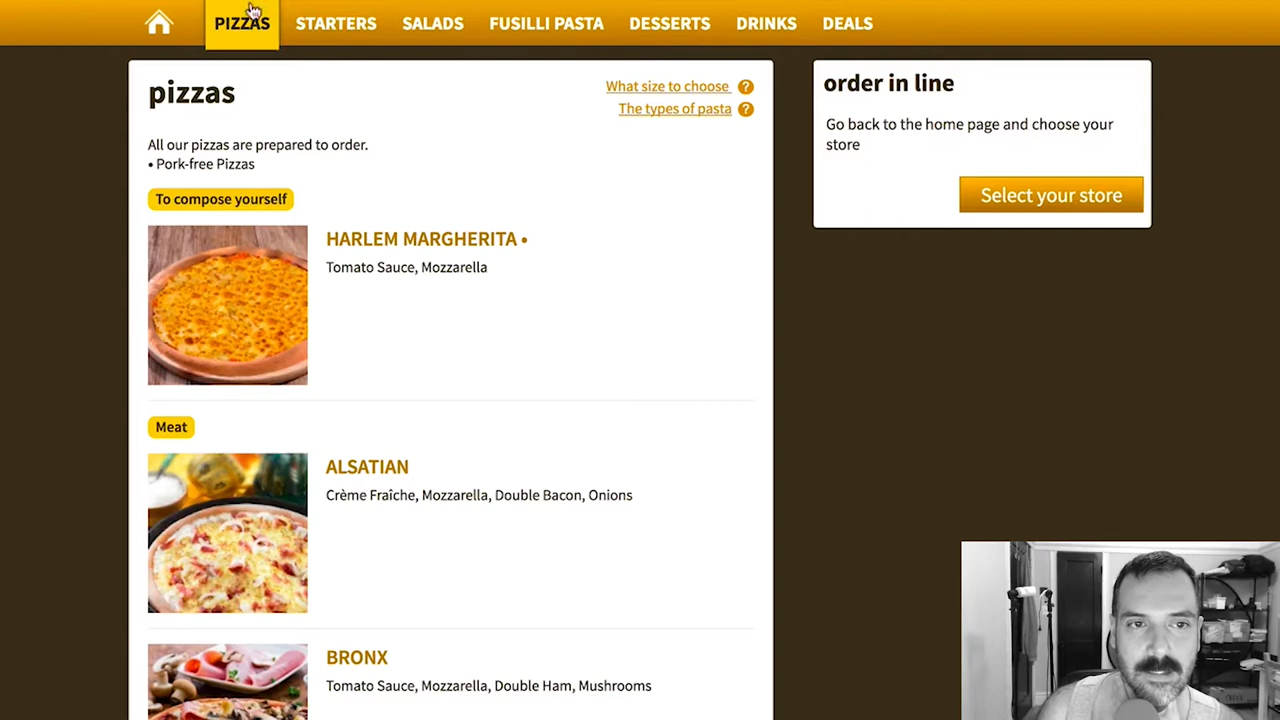 PIZZAS STARTERS SALADS FUSILLI PASTA DESSERTS DRINKS DEALS
pizzas
What size to choose ?
The types of pasta ?
All our pizzas are prepared to order.
• Pork-free Pizzas
To compose yourself
HARLEM MARGHERITA •
Tomato Sauce, Mozzarella
Meat
ALSATIAN
Crème Fraîche, Mozzarella, Double Bacon, Onions
BRONX
Tomato Sauce, Mozzarella, Double Ham, Mushrooms
order in line
Go back to the home page and choose your
store
Select your store